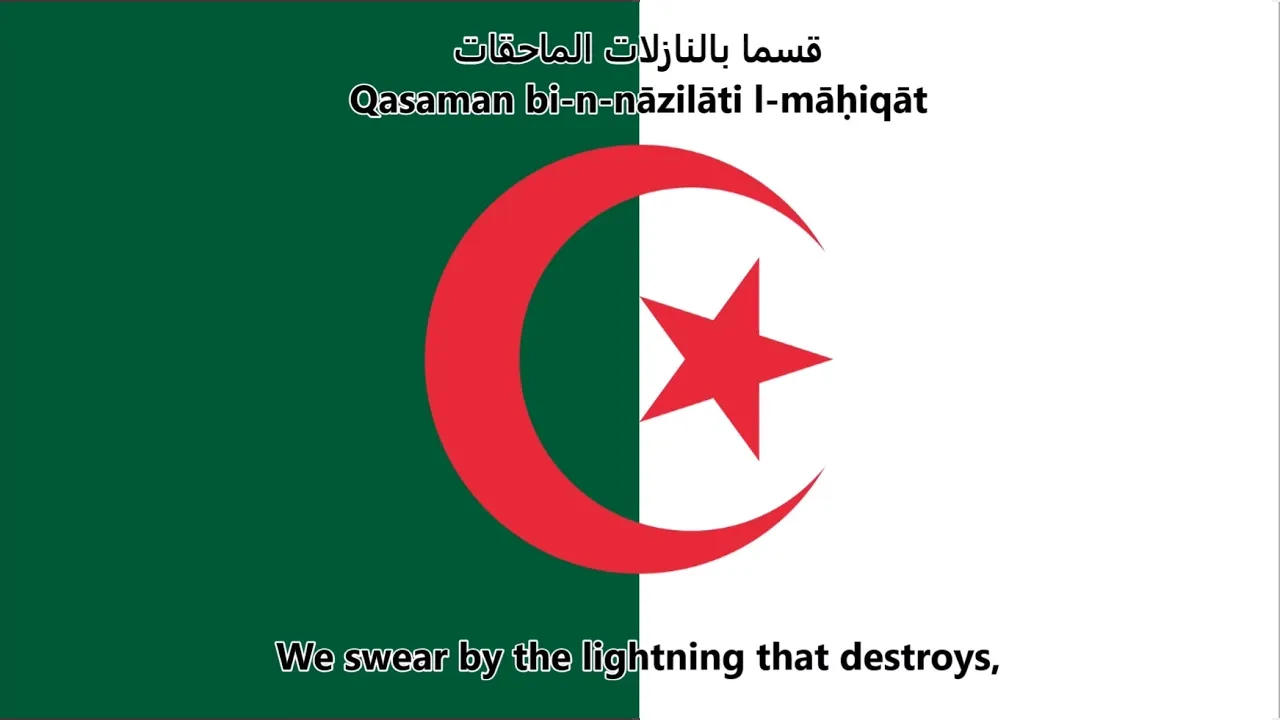 قسما بالنازلات الماحقات
Qasaman bi-n-nāzilāti l-māḥiqāt
We swear by the lightning that destroys,